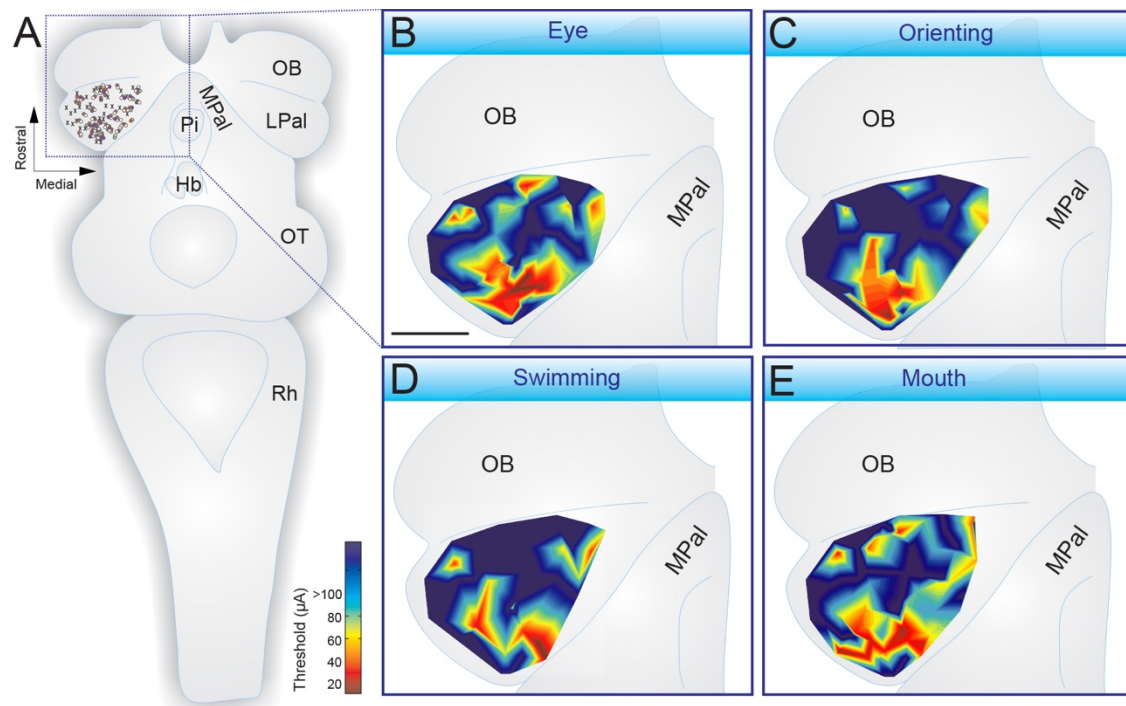 A
OB
MPal
Pi
LPal
Rostral
Medial
Hb
OT
Rh
Threshold (μA)
>100
80
60
40
20
B
Eye
OB
MPal
C
Orienting
OB
MPal
D
Swimming
OB
MPal
E
Mouth
OB
MPal